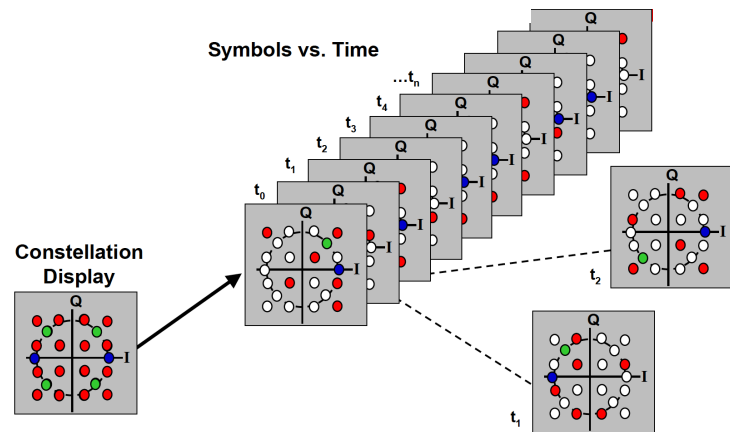 Symbols vs. Time
Q
Q
Q
I
Q
I
…tn
Q
I
t4
Q
t3
Q
I
t2
Q
I
t1
Q
t0
Q
I
Q
I
Q
I
t2
Constellation
Display
Q
I
Q
I
t1